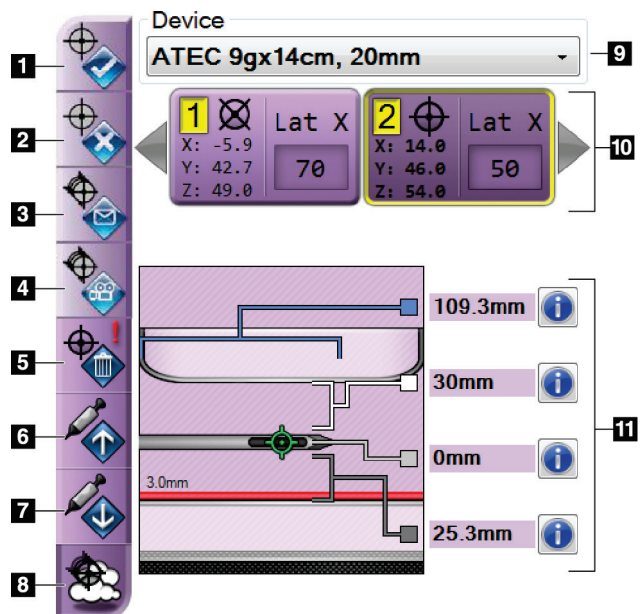 Device
1
ATEC 9gx14cm, 20mm
9
2
1
Lat X
X: -5.9
Y: 42.7
Z: 49.0
70
2
Lat X
X: 14.0
Y: 46.0
Z: 54.0
50
10
3
4
109.3mm
5
!
30mm
6
0mm
11
7
3.0mm
25.3mm
8